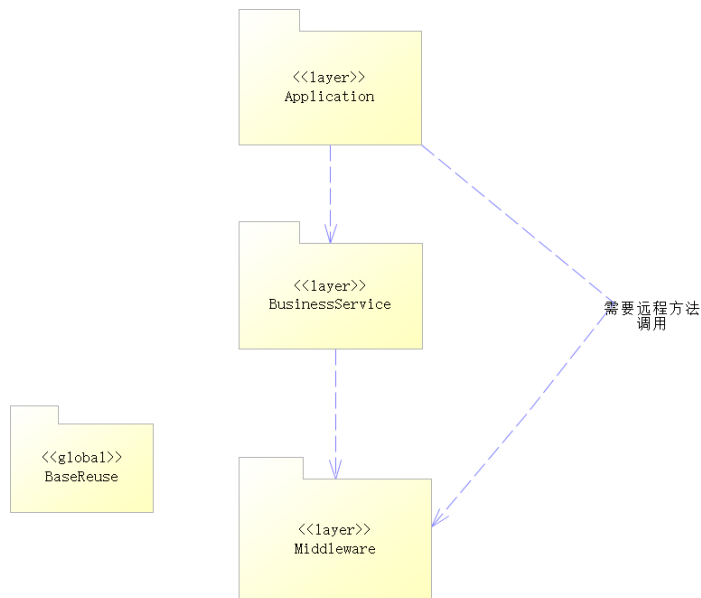 <<layer>>
Application
<<layer>>
BusinessService
需要远程方法
调用
<<global>>
BaseReuse
<<layer>>
Middleware